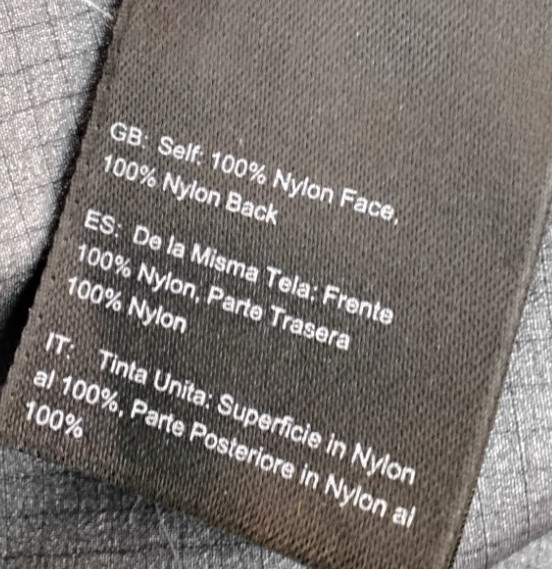 GB: Self: 100% Nylon Face,
100% Nylon Back
ES: De la Misma Tela: Frente
100% Nylon, Parte Trasera
100% Nylon
IT: Tinta Unita: Superficie in Nylon
al 100%, Parte Posteriore in Nylon al
100%